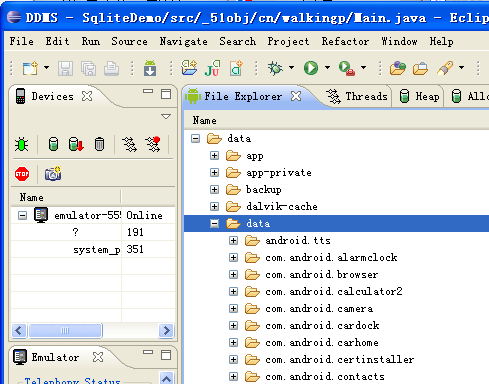 DDMS - SqliteDemo/src/_51obj/cn/walkingp/Main.java - Eclip
File Edit Run Source Navigate Search Project Refactor Window Help
Devices
File Explorer Threads Heap Allo
Name
data
app
app-private
backup
dalvik-cache
data
android.tts
com.android.alarmclock
com.android.browser
com.android.calculator2
com.android.camera
com.android.cardock
com.android.carhome
com.android.certinstaller
com.android.contacts
STOP
Name
emulator-555 Online
? 191
system_p 351
Emulator
Telephony Status